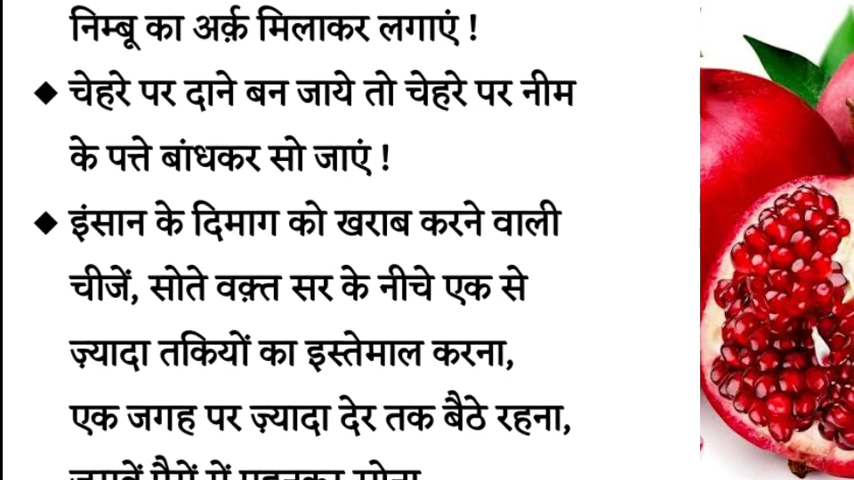 निम्बू का अर्क़ मिलाकर लगाएं !
◆ चेहरे पर दाने बन जाये तो चेहरे पर नीम
के पत्ते बांधकर सो जाएं !
◆ इंसान के दिमाग को खराब करने वाली
चीजें, सोते वक़्त सर के नीचे एक से
ज़्यादा तकियों का इस्तेमाल करना,
एक जगह पर ज़्यादा देर तक बैठे रहना,